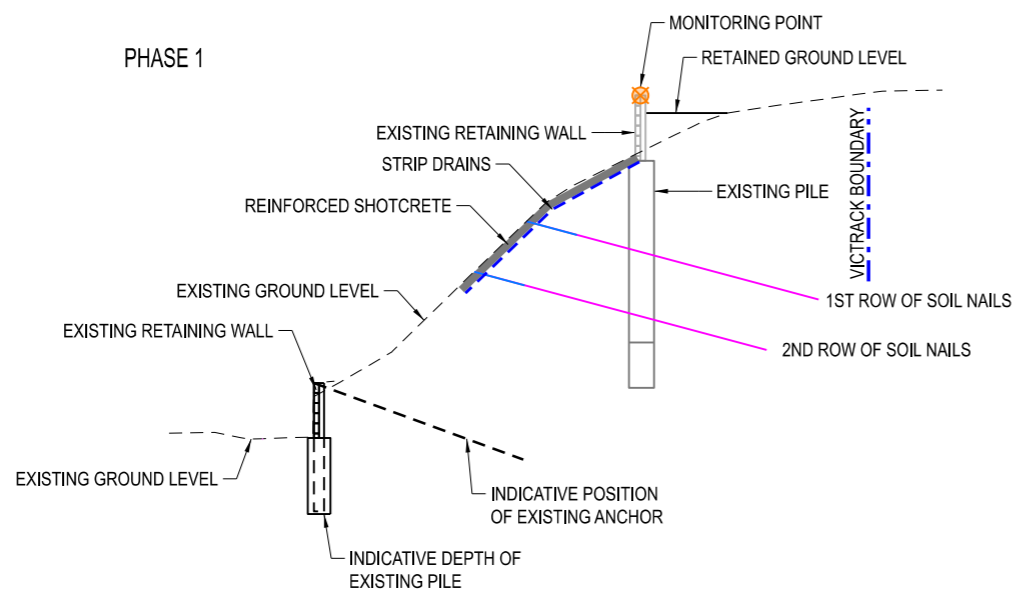 PHASE 1
MONITORING POINT
RETAINED GROUND LEVEL
EXISTING RETAINING WALL
STRIP DRAINS
REINFORCED SHOTCRETE
EXISTING PILE
VICTRACK BOUNDARY
EXISTING GROUND LEVEL
1ST ROW OF SOIL NAILS
EXISTING RETAINING WALL
2ND ROW OF SOIL NAILS
EXISTING GROUND LEVEL
INDICATIVE POSITION
OF EXISTING ANCHOR
INDICATIVE DEPTH OF
EXISTING PILE